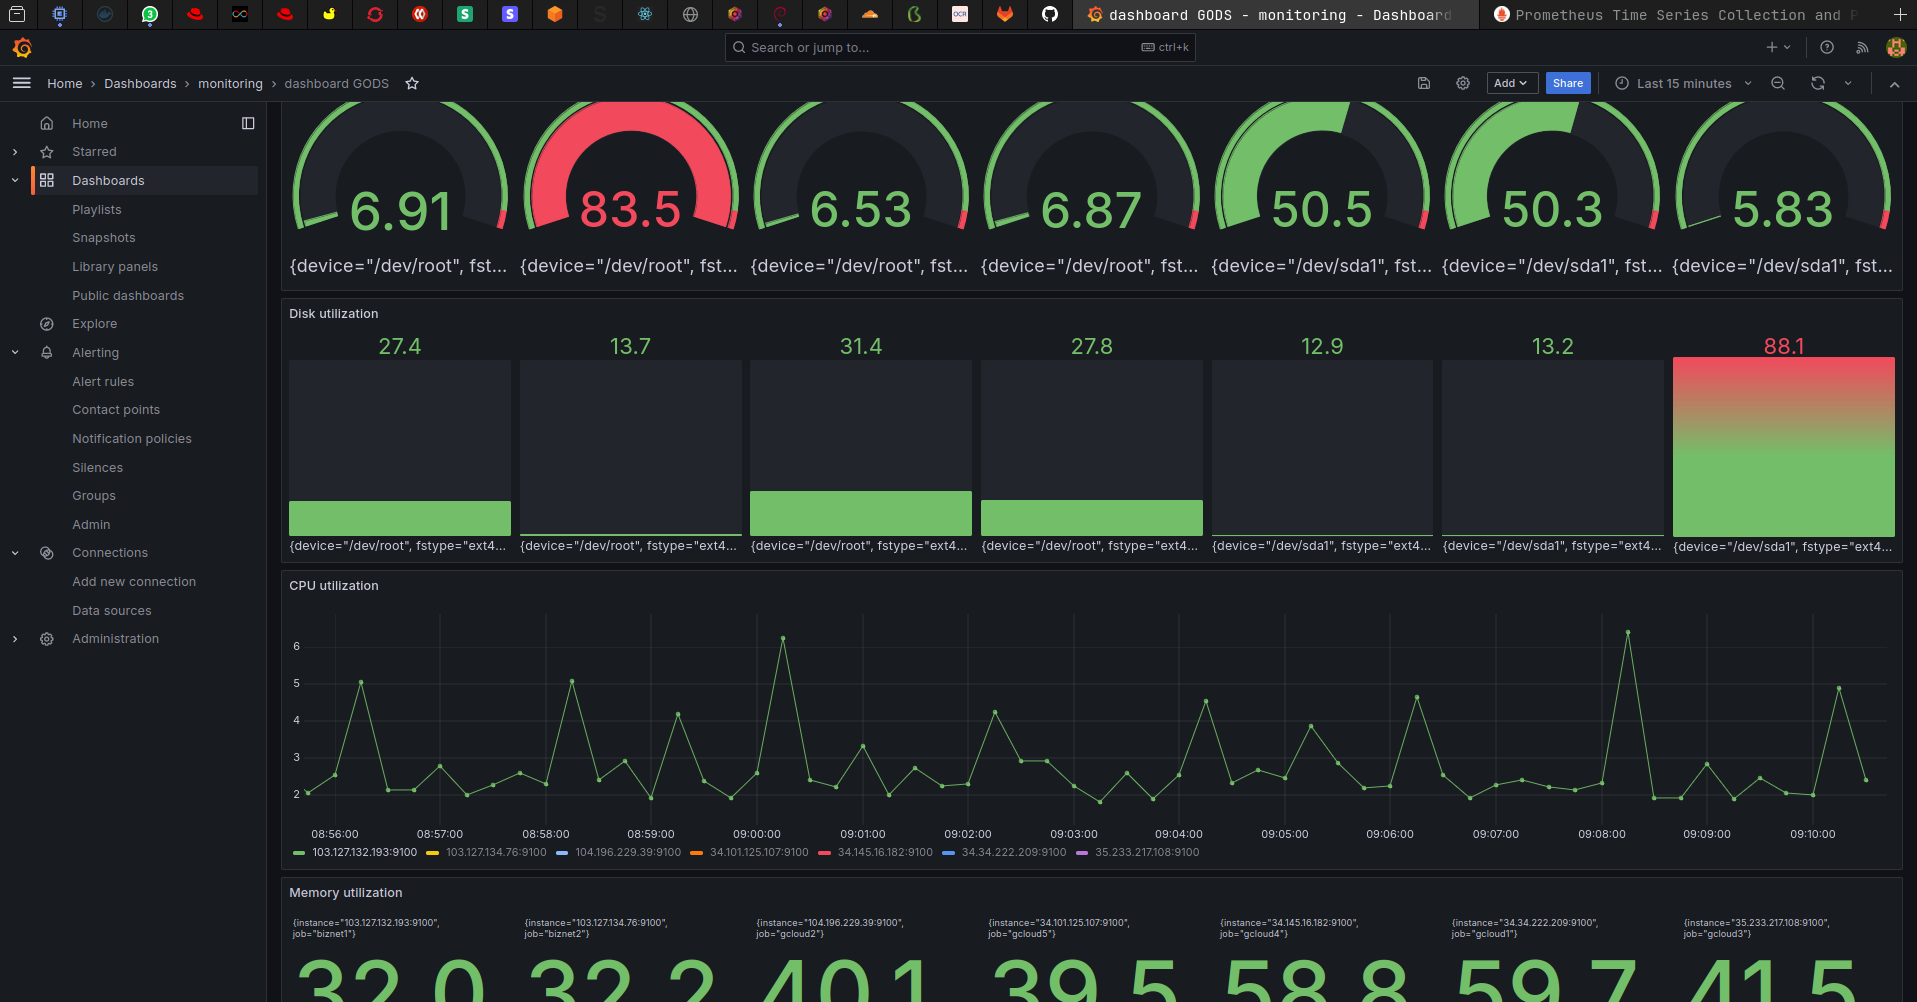 3
OCR
dashboard GODS - monitoring - Dashboard
Prometheus Time Series Collection and P
Search or jump to...
ctrl+k
Home › Dashboards › monitoring › dashboard GODS
Add
Share
Last 15 minutes
Home
Starred
Dashboards
Playlists
Snapshots
Library panels
Public dashboards
Explore
Alerting
Alert rules
Contact points
Notification policies
Silences
Groups
Admin
Connections
Add new connection
Data sources
Administration
6.91 83.5 6.53 6.87 50.5 50.3 5.83
{device="/dev/root", fst... {device="/dev/root", fst... {device="/dev/root", fst... {device="/dev/root", fst... {device="/dev/sda1", fst... {device="/dev/sda1", fst... {device="/dev/sda1", fst...
Disk utilization
27.4 13.7 31.4 27.8 12.9 13.2 88.1
{device="/dev/root", fstype="ext4... {device="/dev/root", fstype="ext4... {device="/dev/root", fstype="ext4... {device="/dev/root", fstype="ext4... {device="/dev/sda1", fstype="ext4... {device="/dev/sda1", fstype="ext4... {device="/dev/sda1", fstype="ext4...
CPU utilization
6
5
4
3
2
08:56:00 08:57:00 08:58:00 08:59:00 09:00:00 09:01:00 09:02:00 09:03:00 09:04:00 09:05:00 09:06:00 09:07:00 09:08:00 09:09:00 09:10:00
103.127.132.193:9100 103.127.134.76:9100 104.196.229.39:9100 34.101.125.107:9100 34.145.16.182:9100 34.34.222.209:9100 35.233.217.108:9100
Memory utilization
{instance="103.127.132.193:9100", {instance="103.127.134.76:9100", {instance="104.196.229.39:9100", {instance="34.101.125.107:9100", {instance="34.145.16.182:9100", {instance="34.34.222.209:9100", {instance="35.233.217.108:9100",
job="biznet1"} job="biznet2"} job="gcloud2"} job="gcloud5"} job="gcloud4"} job="gcloud1"} job="gcloud3"}
32.0 32.2 40.1 39.5 58.8 59.7 41.5